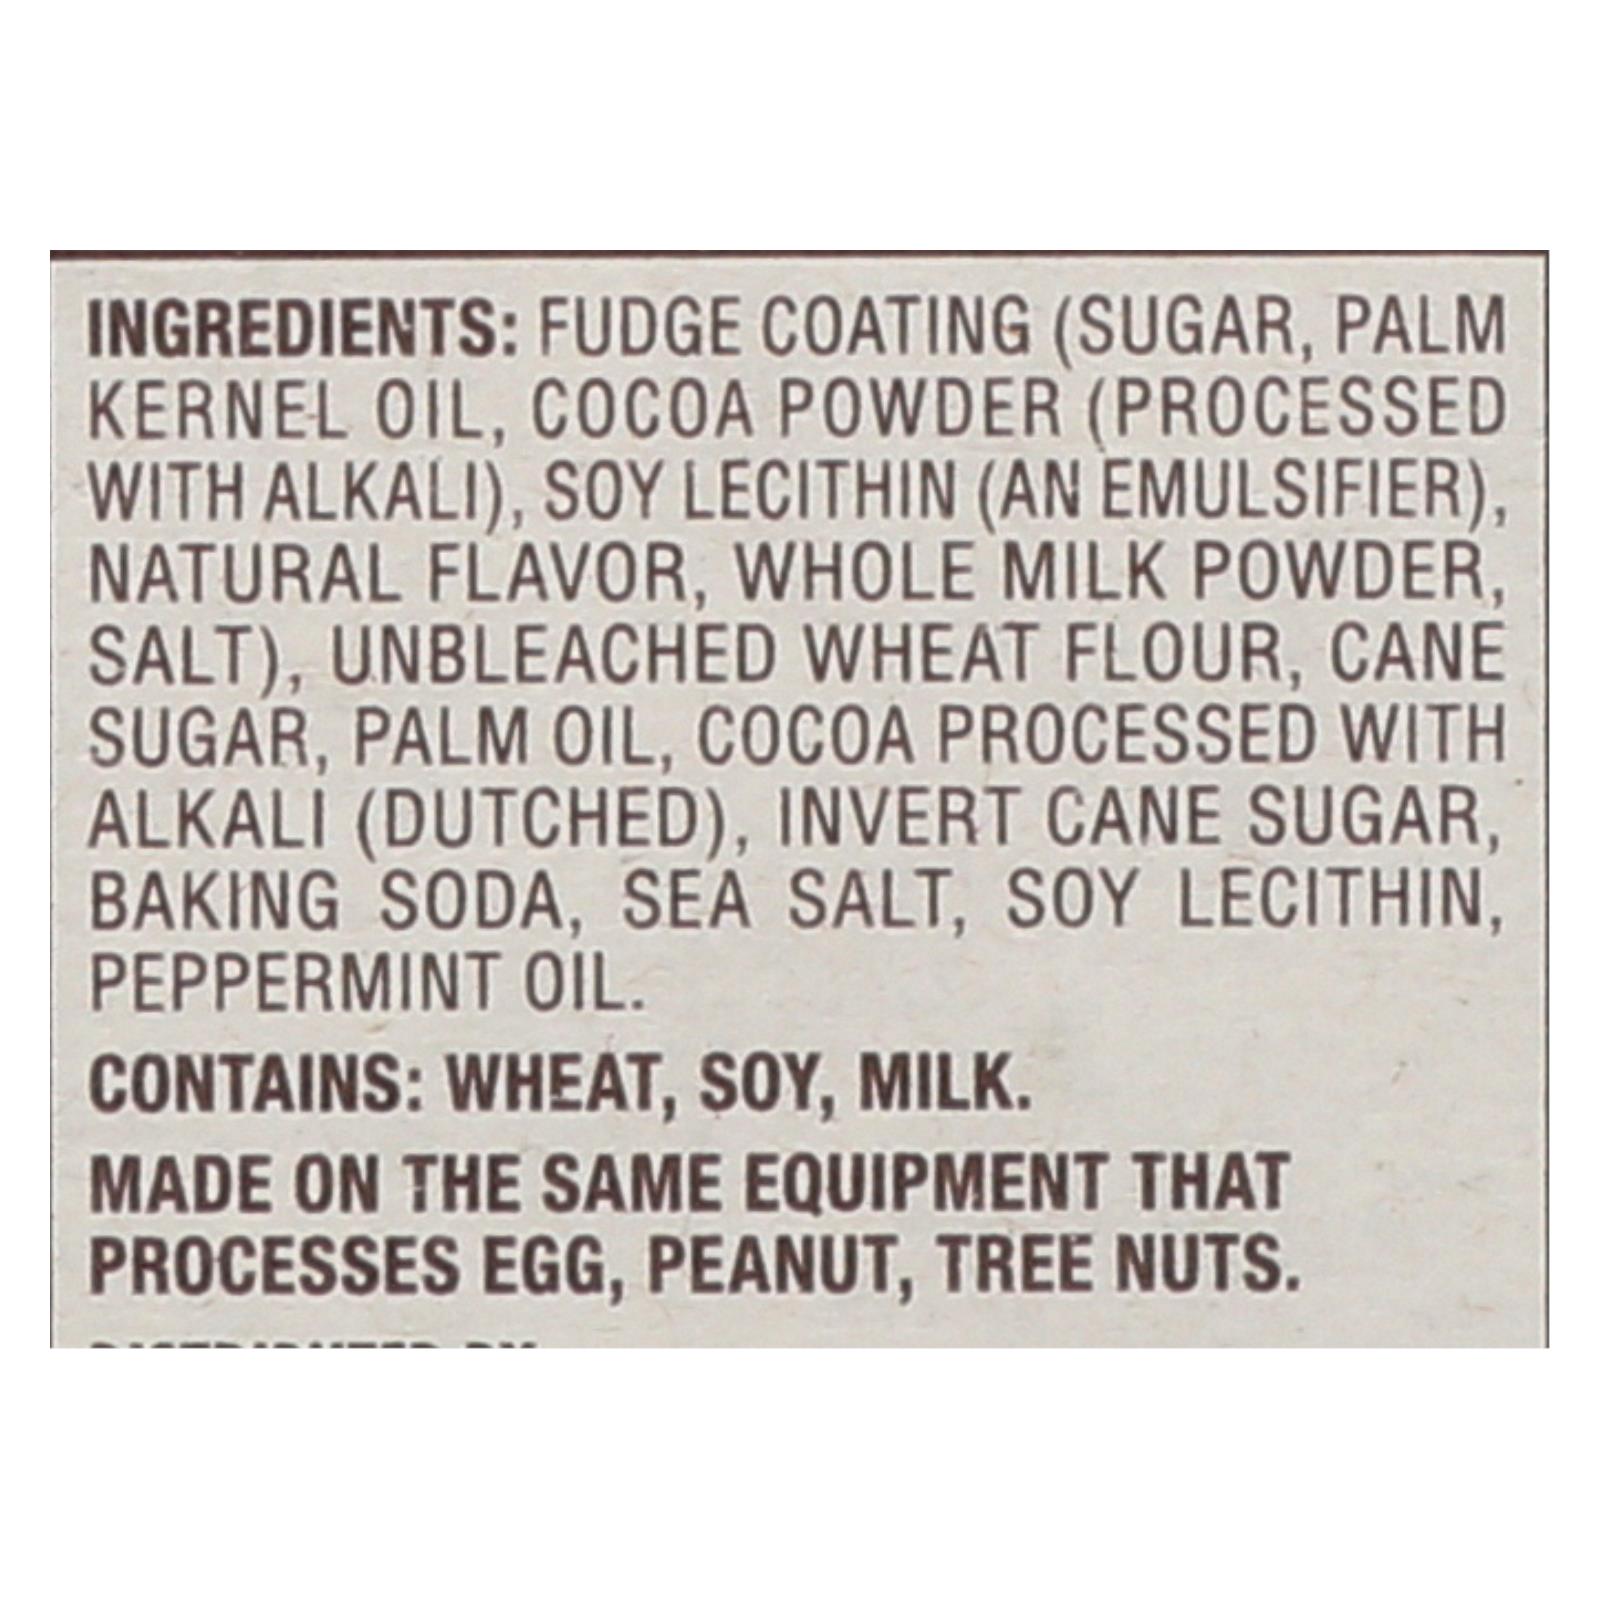 INGREDIENTS: FUDGE COATING (SUGAR, PALM
KERNEL OIL, COCOA POWDER (PROCESSED
WITH ALKALI), SOY LECITHIN (AN EMULSIFIER),
NATURAL FLAVOR, WHOLE MILK POWDER,
SALT), UNBLEACHED WHEAT FLOUR, CANE
SUGAR, PALM OIL, COCOA PROCESSED WITH
ALKALI (DUTCHED), INVERT CANE SUGAR,
BAKING SODA, SEA SALT, SOY LECITHIN,
PEPPERMINT OIL.
CONTAINS: WHEAT, SOY, MILK.
MADE ON THE SAME EQUIPMENT THAT
PROCESSES EGG, PEANUT, TREE NUTS.